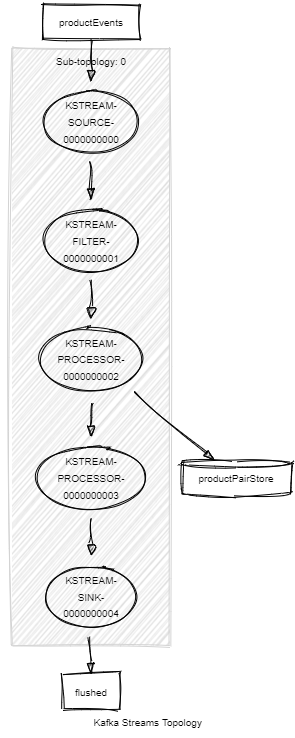 productEvents
Sub-topology: 0
KSTREAM-
SOURCE-
0000000000
KSTREAM-
FILTER-
0000000001
KSTREAM-
PROCESSOR-
0000000002
KSTREAM-
PROCESSOR-
0000000003
productPairStore
KSTREAM-
SINK-
0000000004
flushed
Kafka Streams Topology